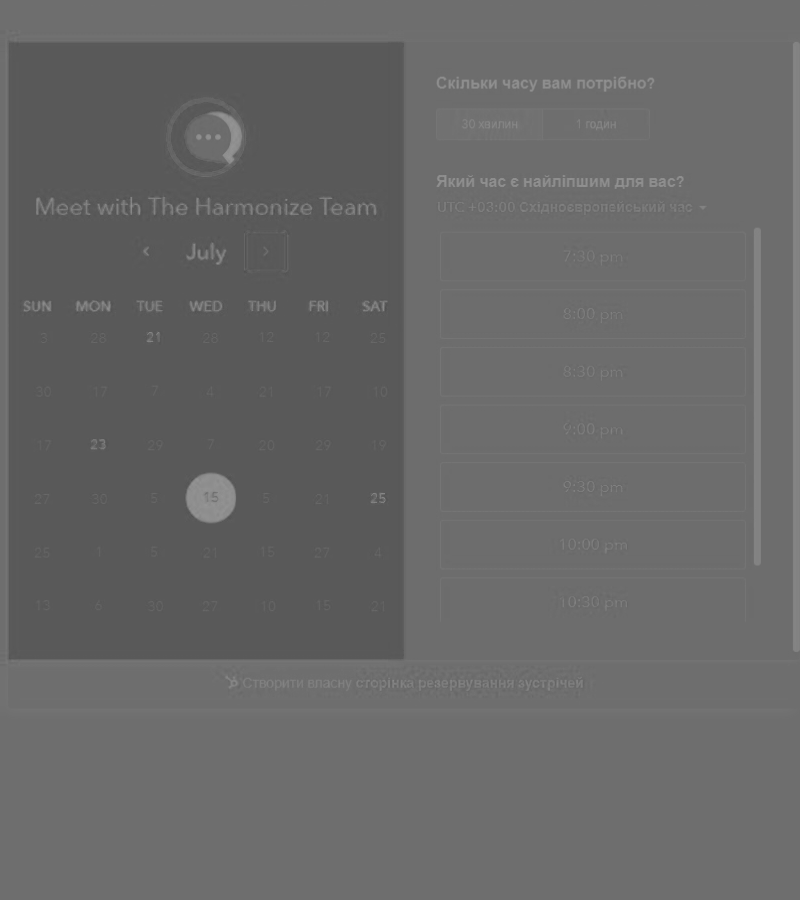 Meet with The Harmonize Team
July
SUN MON TUE WED THU FRI SAT
3 28 21 28 12 12 25
30 17 7 4 21 17 10
17 23 29 7 20 29 19
27 30 5 15 5 21 25
25 1 5 21 15 27 4
13 6 30 27 10 15 21
Скільки часу вам потрібно?
30 хвилин 1 годин
Який час є найліпшим для вас?
UTC +03:00 Східноєвропейський час
7:30 pm
8:00 pm
8:30 pm
9:00 pm
9:30 pm
10:00 pm
10:30 pm
Створити власну сторінка резервування зустрічей